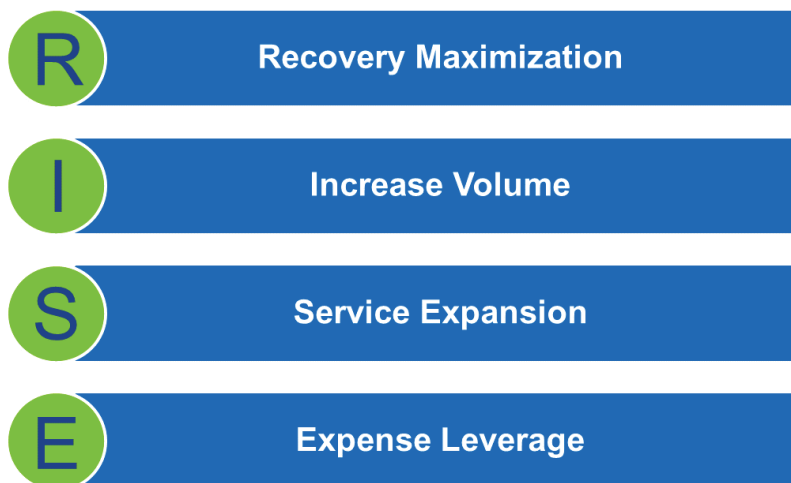 R
Recovery Maximization
I
Increase Volume
S
Service Expansion
E
Expense Leverage